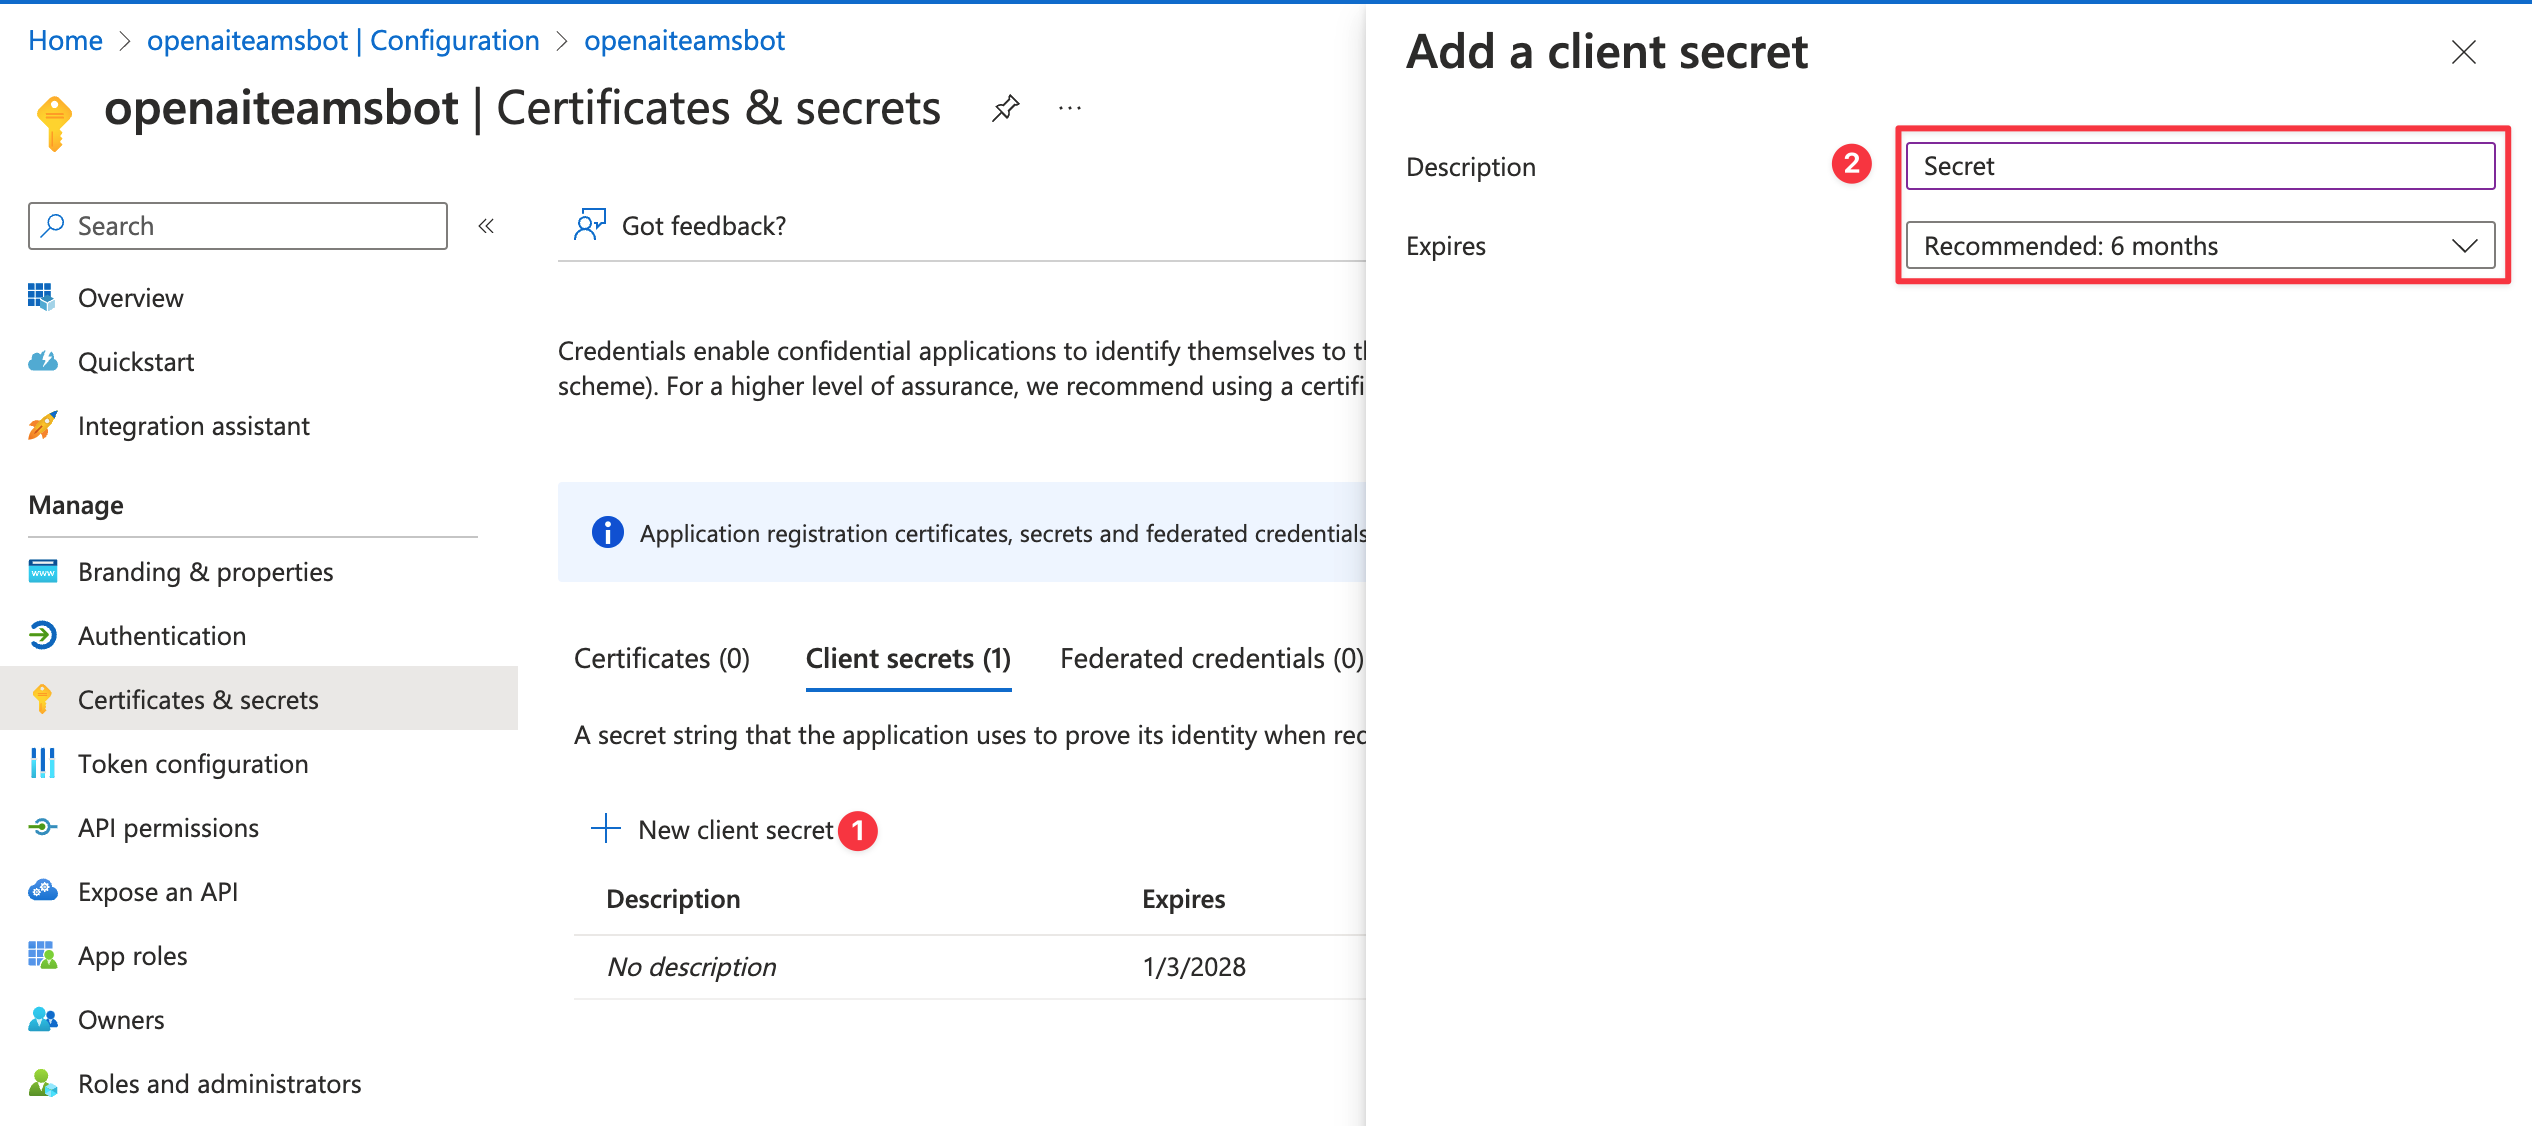 Home > openaiteamsbot | Configuration > openaiteamsbot
openaiteamsbot | Certificates & secrets
Search
Overview
Quickstart
Integration assistant
Manage
Branding & properties
Authentication
Certificates & secrets
Token configuration
API permissions
Expose an API
App roles
Owners
Roles and administrators
Got feedback?
Credentials enable confidential applications to identify themselves to
scheme). For a higher level of assurance, we recommend using a
Application registration certificates, secrets and federated credentials
Certificates (0) Client secrets (1) Federated credentials (0)
A secret string that the application uses to prove its identity when
New client secret 1
Description Expires
No description 1/3/2028
Add a client secret
Description 2 Secret
Expires Recommended: 6 months